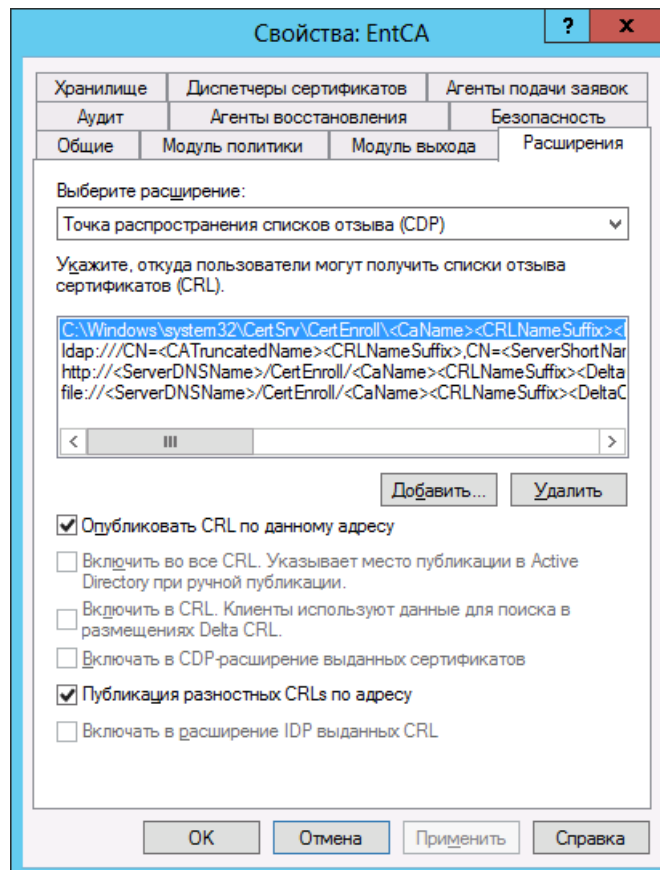 Свойства: EntCA
?
x
Хранилище
Диспетчеры сертификатов
Агенты подачи заявок
Аудит
Агенты восстановления
Безопасность
Общие
Модуль политики
Модуль выхода
Расширения
Выберите расширение:
Точка распространения списков отзыва (CDP)
Укажите, откуда пользователи могут получить списки отзыва
сертификатов (CRL).
C:\Windows\system32\CertSrv\CertEnroll\<CaName><CRLNameSuffix><
ldap:///CN=<CATruncatedName><CRLNameSuffix>,CN=<ServerShortNar
http://<ServerDNSName>/CertEnroll/<CaName><CRLNameSuffix><Delta
file://<ServerDNSName>/CertEnroll/<CaName><CRLNameSuffix><DeltaC
Добавить...
Удалить
Опубликовать CRL по данному адресу
Включить во все CRL. Указывает место публикации в Active
Directory при ручной публикации.
Включить в CRL. Клиенты используют данные для поиска в
размещениях Delta CRL.
Включать в CDP-расширение выданных сертификатов
Публикация разностных CRLs по адресу
Включать в расширение IDP выданных CRL
OK
Отмена
Применить
Справка